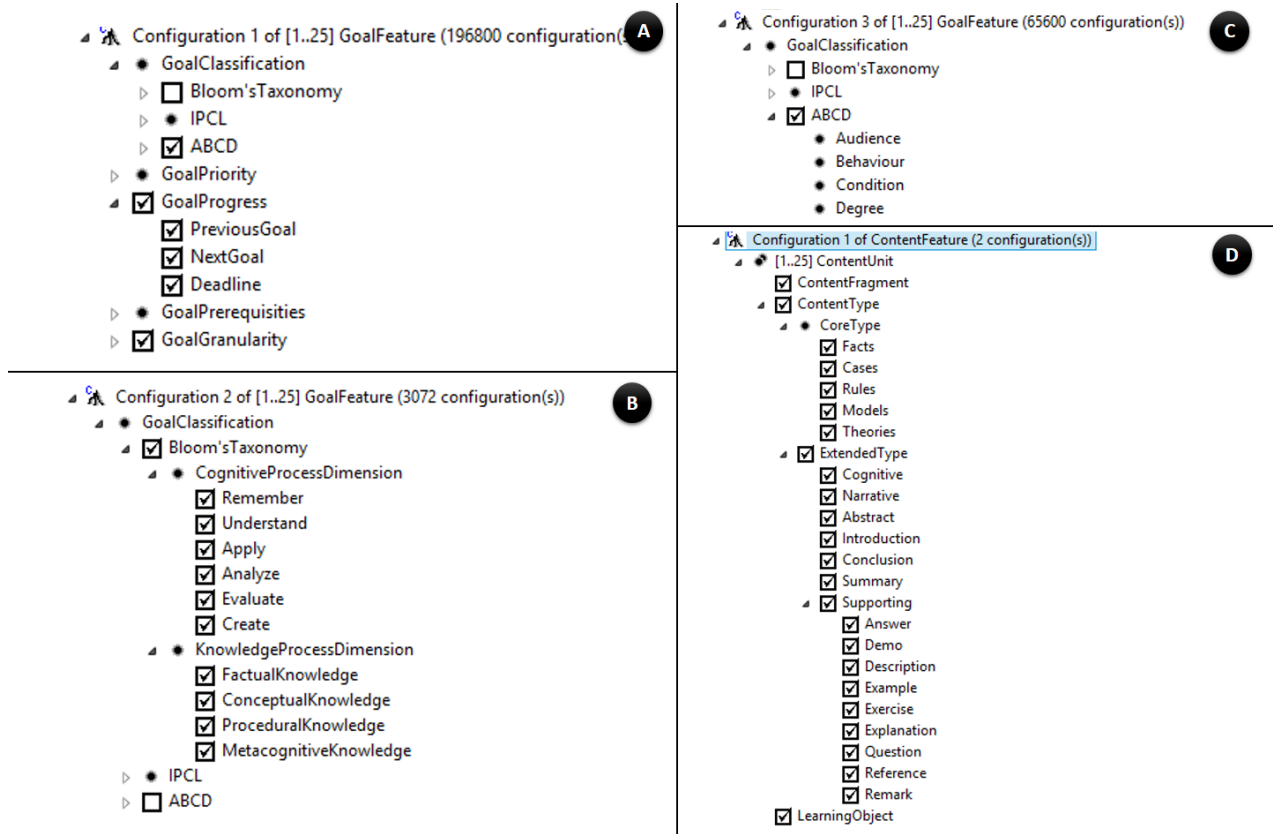 Configuration 1 of [1..25] GoalFeature (196800 configuration(
A
GoalClassification
Bloom'sTaxonomy
IPCL
ABCD
GoalPriority
GoalProgress
PreviousGoal
NextGoal
Deadline
GoalPrerequisities
GoalGranularity
Configuration 2 of [1..25] GoalFeature (3072 configuration(s))
B
GoalClassification
Bloom'sTaxonomy
CognitiveProcessDimension
Remember
Understand
Apply
Analyze
Evaluate
Create
KnowledgeProcessDimension
FactualKnowledge
ConceptualKnowledge
ProceduralKnowledge
MetacognitiveKnowledge
IPCL
ABCD
Configuration 3 of [1..25] GoalFeature (65600 configuration(s))
C
GoalClassification
Bloom'sTaxonomy
IPCL
ABCD
Audience
Behaviour
Condition
Degree
Configuration 1 of ContentFeature (2 configuration(s))
D
[1..25] ContentUnit
ContentFragment
ContentType
CoreType
Facts
Cases
Rules
Models
Theories
ExtendedType
Cognitive
Narrative
Abstract
Introduction
Conclusion
Summary
Supporting
Answer
Demo
Description
Example
Exercise
Explanation
Question
Reference
Remark
LearningObject